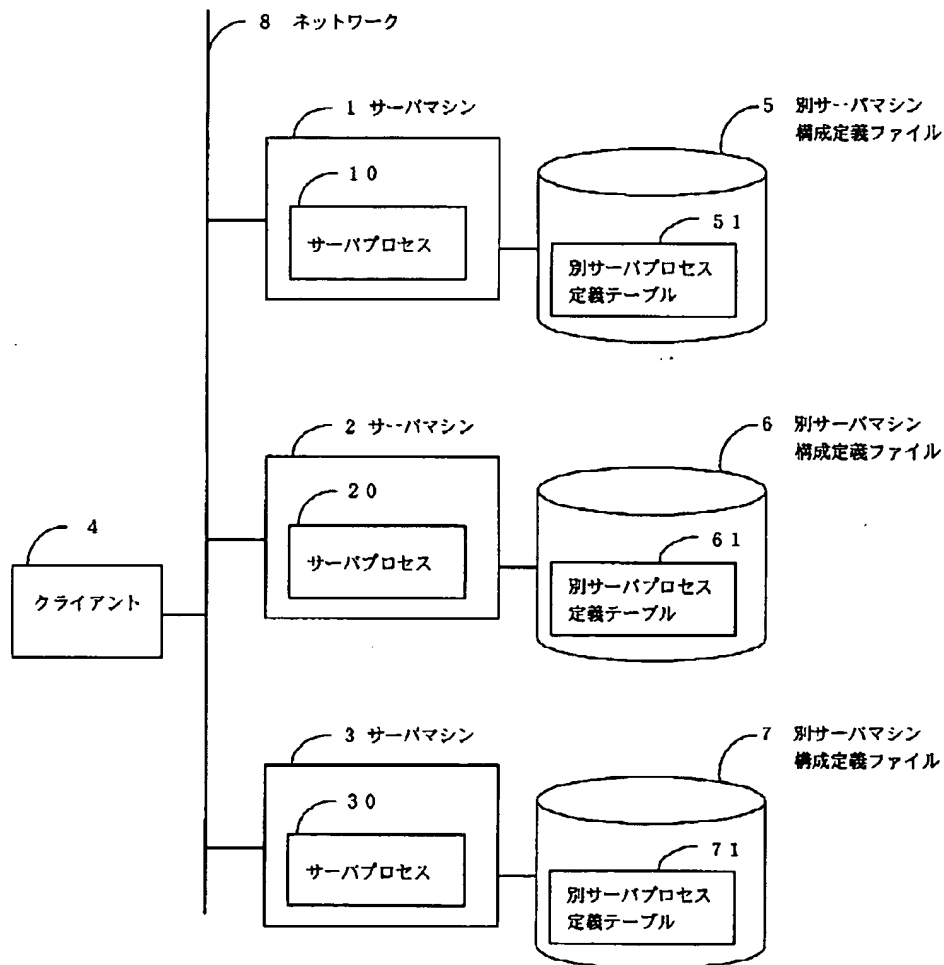 8 ネットワーク
1 サーバマシン
10
サーバプロセス
5 別サーバマシン
構成定義ファイル
51
別サーバプロセス
定義テーブル
2 サーバマシン
20
サーバプロセス
6 別サーバマシン
構成定義ファイル
61
別サーバプロセス
定義テーブル
4
クライアント
3 サーバマシン
30
サーバプロセス
7 別サーバマシン
構成定義ファイル
71
別サーバプロセス
定義テーブル